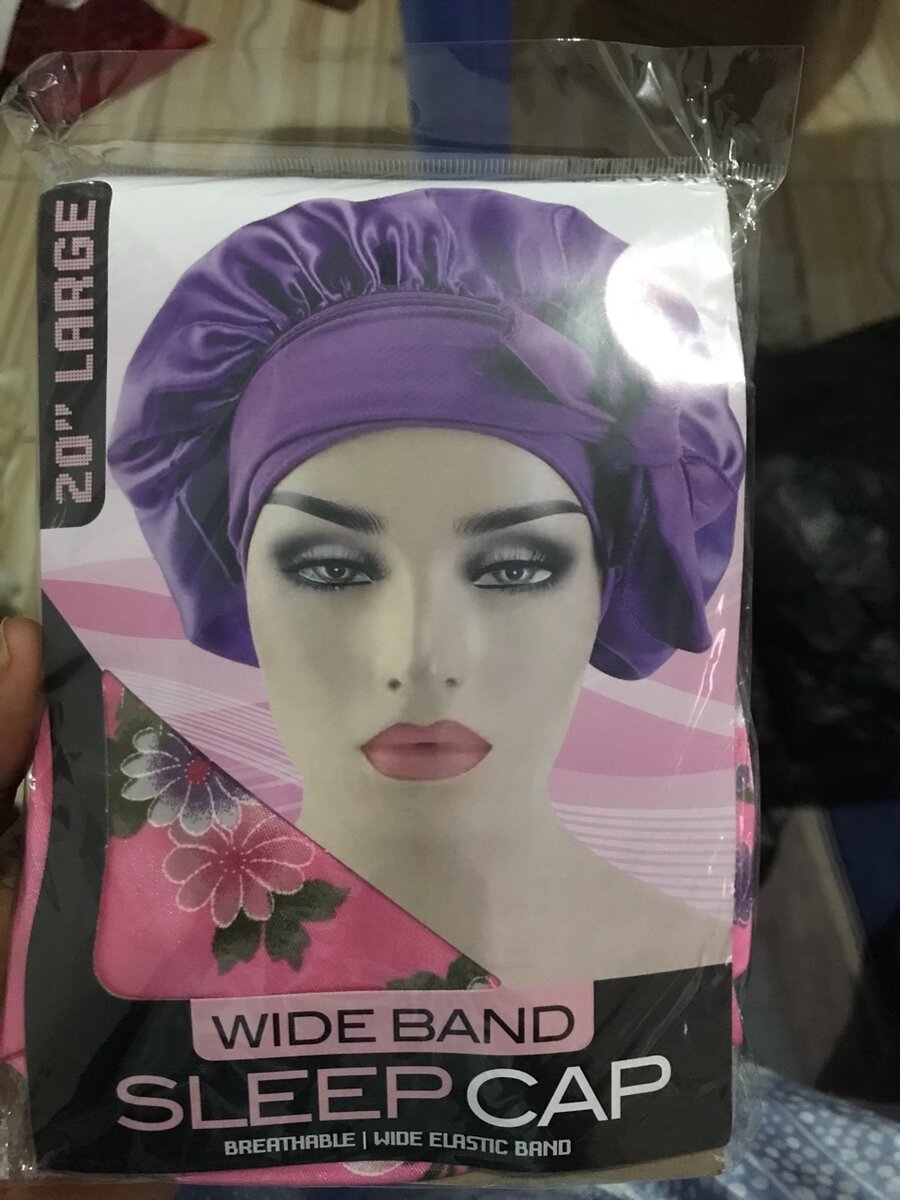 20" LARGE
WIDE BAND
SLEEP CAP
BREATHABLE | WIDE ELASTIC BAND